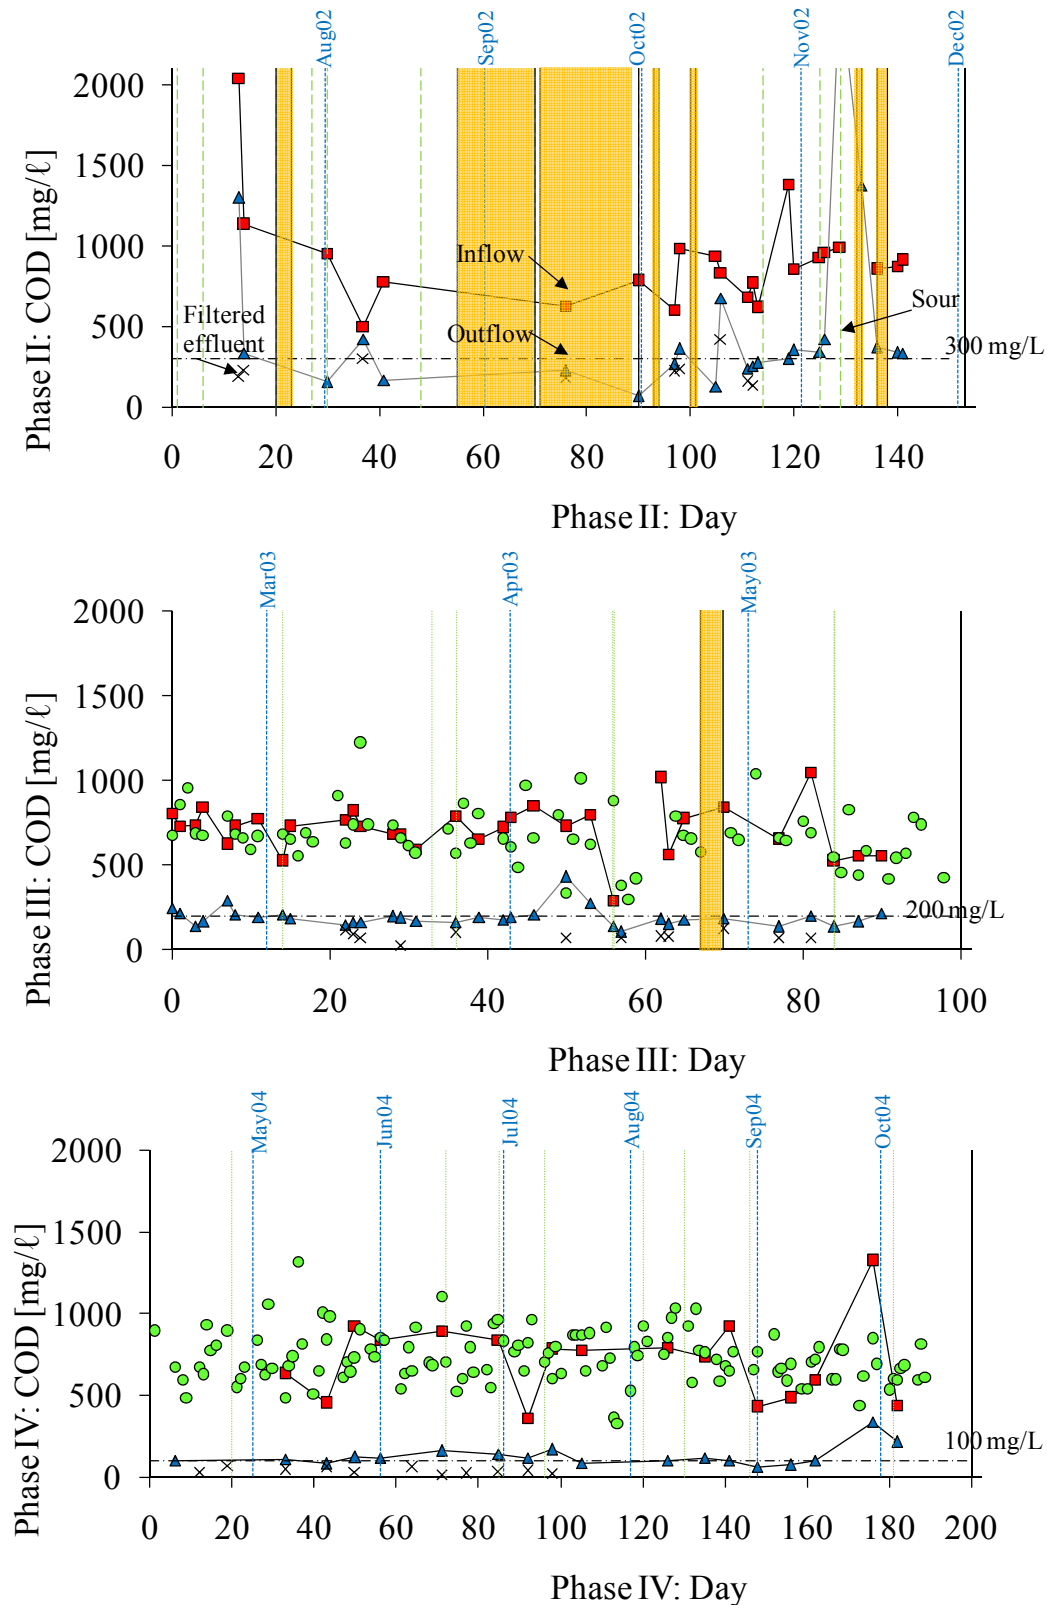 Aug02
Sep02
Oct02
Nov02
Dec02
Phase II: COD [mg/ℓ]
2000
1500
1000
500
0
Inflow
Outflow
Filtered
effluent
Sour
300 mg/L
0 20 40 60 80 100 120 140
Phase II: Day
Mar03
Apr03
May03
Phase III: COD [mg/ℓ]
2000
1500
1000
500
0
200 mg/L
0 20 40 60 80 100
Phase III: Day
May04
Jun04
Jul04
Aug04
Sep04
Oct04
Phase IV: COD [mg/ℓ]
2000
1500
1000
500
0
100 mg/L
0 20 40 60 80 100 120 140 160 180 200
Phase IV: Day